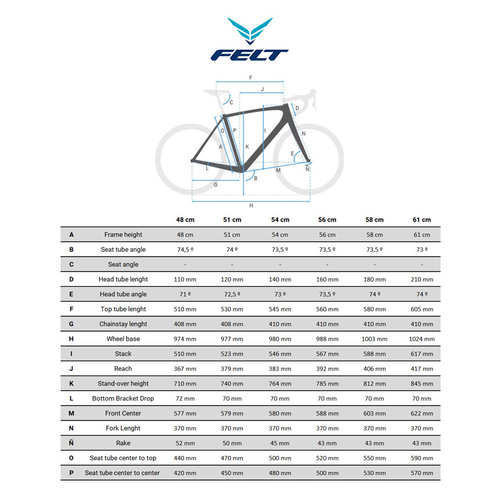 FELT
F
J
C
D
O
P
I
A
K
E
L
B
M
Ñ
G
H
48 cm 51 cm 54 cm 56 cm 58 cm 61 cm
A Frame height 48 cm 51 cm 54 cm 56 cm 58 cm 61 cm
B Seat tube angle 74,5 º 74 º 73,5 º 73,5 º 73,5 º 73 º
C Seat angle - - - - - -
D Head tube lenght 110 mm 120 mm 140 mm 160 mm 180 mm 210 mm
E Head tube angle 71 º 72,5 º 73 º 73,5 º 74 º 74 º
F Top tube lenght 510 mm 530 mm 545 mm 560 mm 580 mm 605 mm
G Chainstay lenght 408 mm 408 mm 410 mm 410 mm 410 mm 410 mm
H Wheel base 974 mm 977 mm 980 mm 988 mm 1003 mm 1024 mm
I Stack 510 mm 523 mm 546 mm 567 mm 588 mm 617 mm
J Reach 367 mm 379 mm 383 mm 392 mm 406 mm 417 mm
K Stand-over height 710 mm 740 mm 764 mm 785 mm 812 mm 845 mm
L Bottom Bracket Drop 72 mm 70 mm 70 mm 70 mm 70 mm 70 mm
M Front Center 577 mm 579 mm 580 mm 588 mm 603 mm 622 mm
N Fork Lenght 370 mm 370 mm 370 mm 370 mm 370 mm 370 mm
Ñ Rake 52 mm 50 mm 45 mm 43 mm 43 mm 43 mm
O Seat tube center to top 440 mm 470 mm 500 mm 520 mm 550 mm 590 mm
P Seat tube center to center 420 mm 450 mm 480 mm 500 mm 530 mm 570 mm